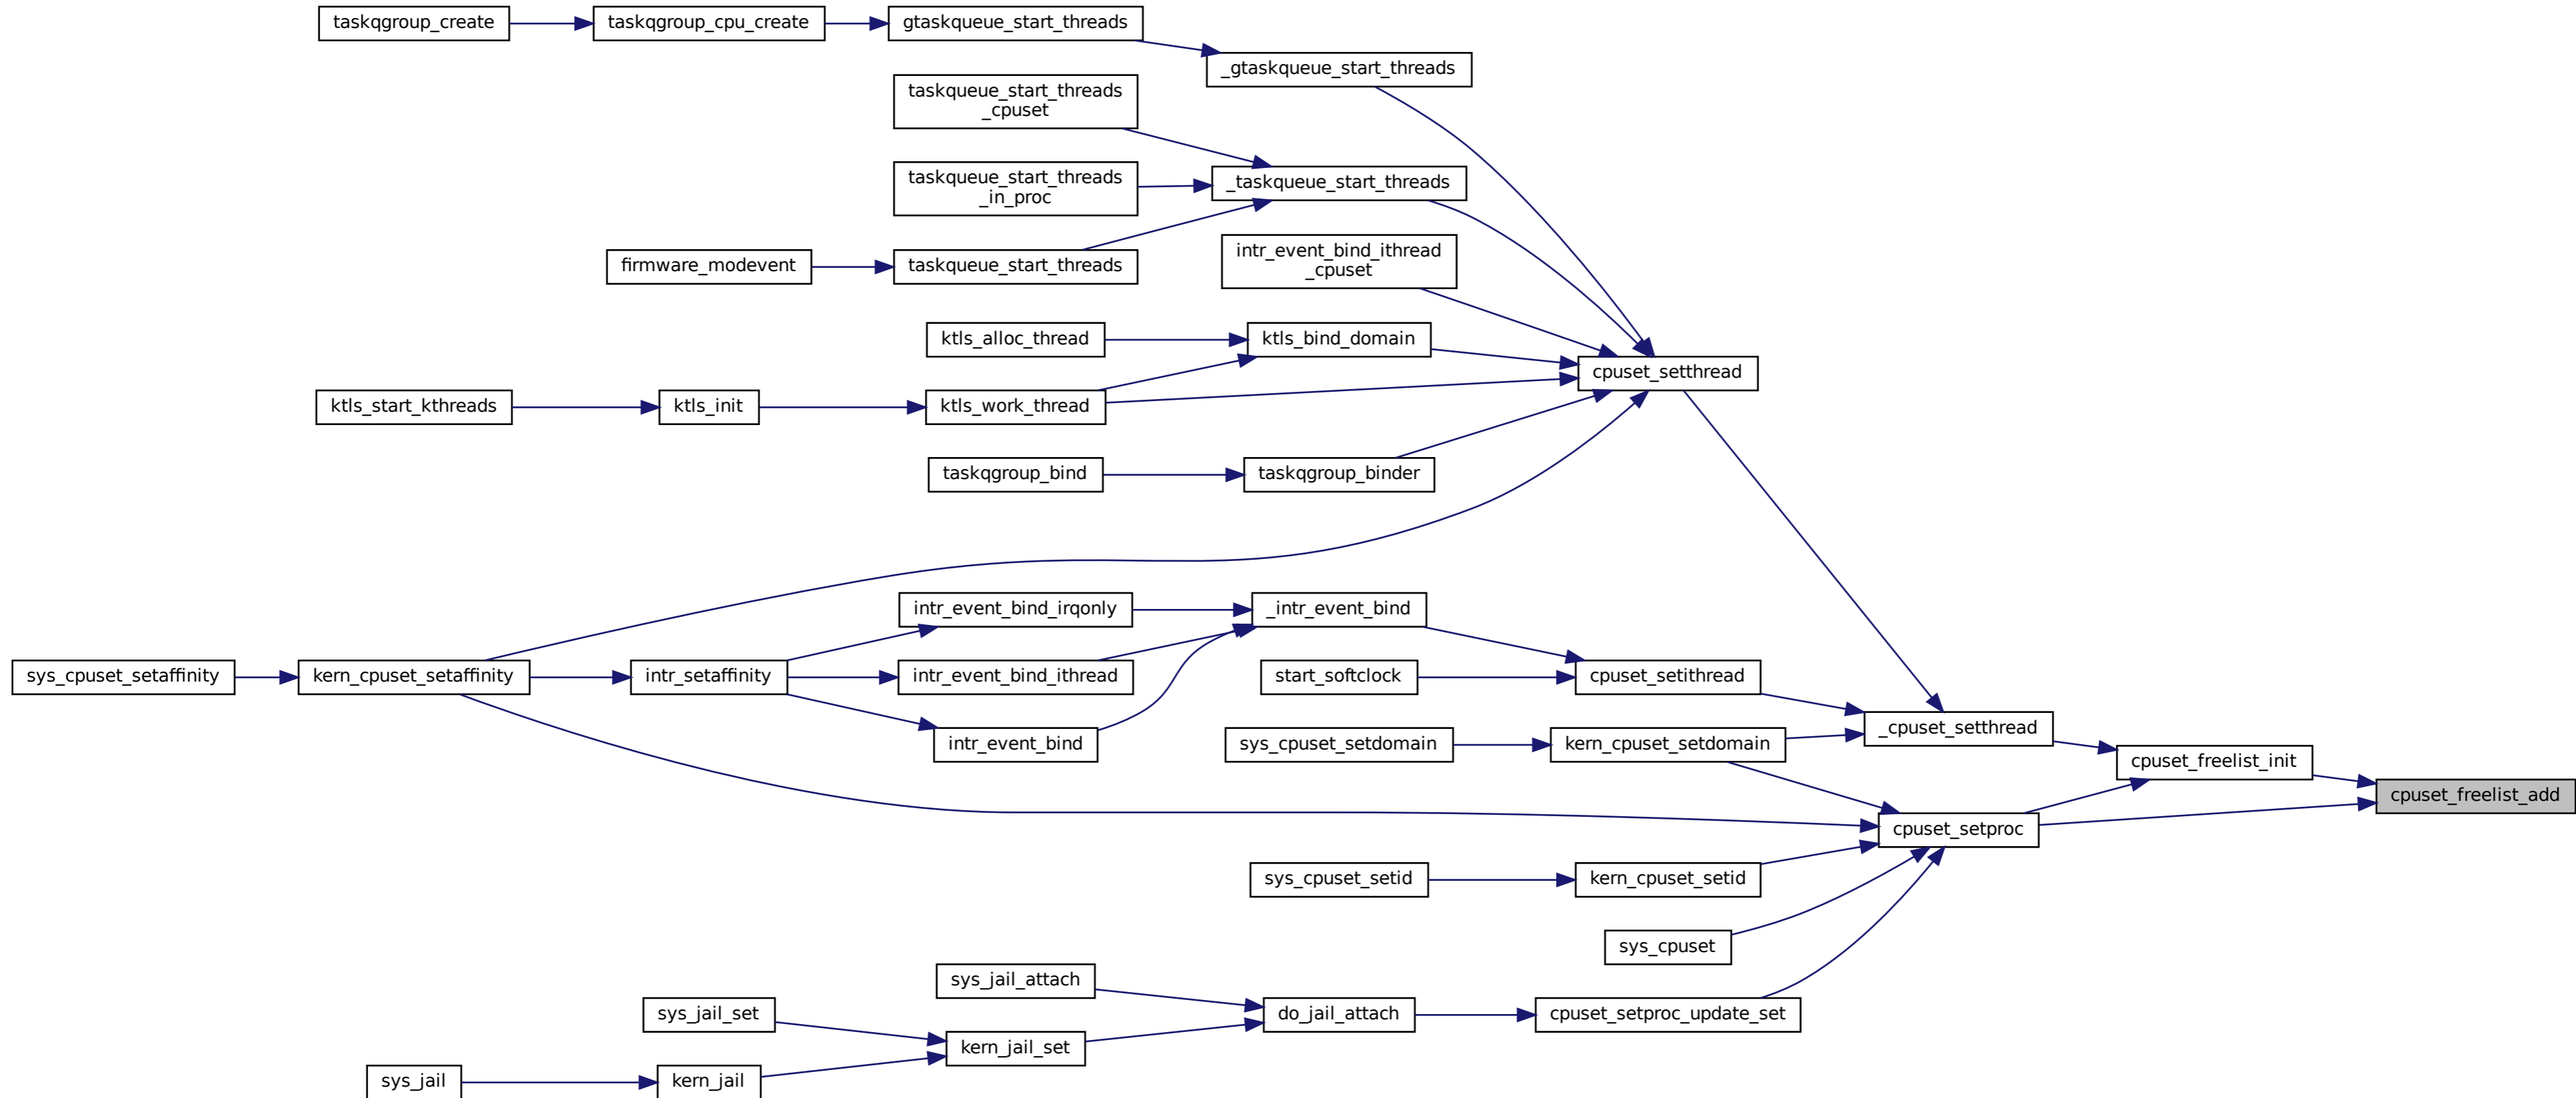 taskqgroup_create
taskqgroup_cpu_create
gtaskqueue_start_threads
_gtaskqueue_start_threads
taskqueue_start_threads
_cpuset
taskqueue_start_threads
_in_proc
_taskqueue_start_threads
firmware_modevent
taskqueue_start_threads
intr_event_bind_ithread
_cpuset
ktls_alloc_thread
ktls_bind_domain
cpuset_setthread
ktls_start_kthreads
ktls_init
ktls_work_thread
taskqgroup_bind
taskqgroup_binder
intr_event_bind_irqonly
_intr_event_bind
sys_cpuset_setaffinity
kern_cpuset_setaffinity
intr_setaffinity
intr_event_bind_ithread
start_softclock
cpuset_setithread
intr_event_bind
sys_cpuset_setdomain
kern_cpuset_setdomain
_cpuset_setthread
cpuset_freelist_init
cpuset_freelist_add
cpuset_setproc
sys_cpuset_setid
kern_cpuset_setid
sys_cpuset
sys_jail_attach
sys_jail_set
do_jail_attach
cpuset_setproc_update_set
kern_jail_set
sys_jail
kern_jail